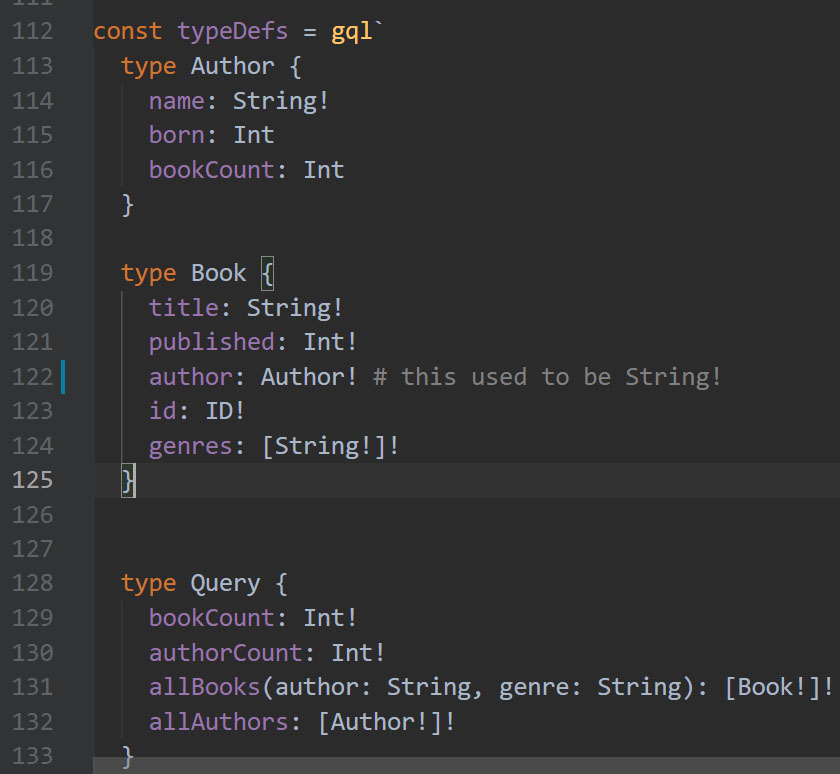 111
112 const typeDefs = gql`
113 type Author {
114 name: String!
115 born: Int
116 bookCount: Int
117 }
118
119 type Book {
120 title: String!
121 published: Int!
122 author: Author! # this used to be String!
123 id: ID!
124 genres: [String!]!
125 }
126
127
128 type Query {
129 bookCount: Int!
130 authorCount: Int!
131 allBooks(author: String, genre: String): [Book!]!
132 allAuthors: [Author!]!
133 }